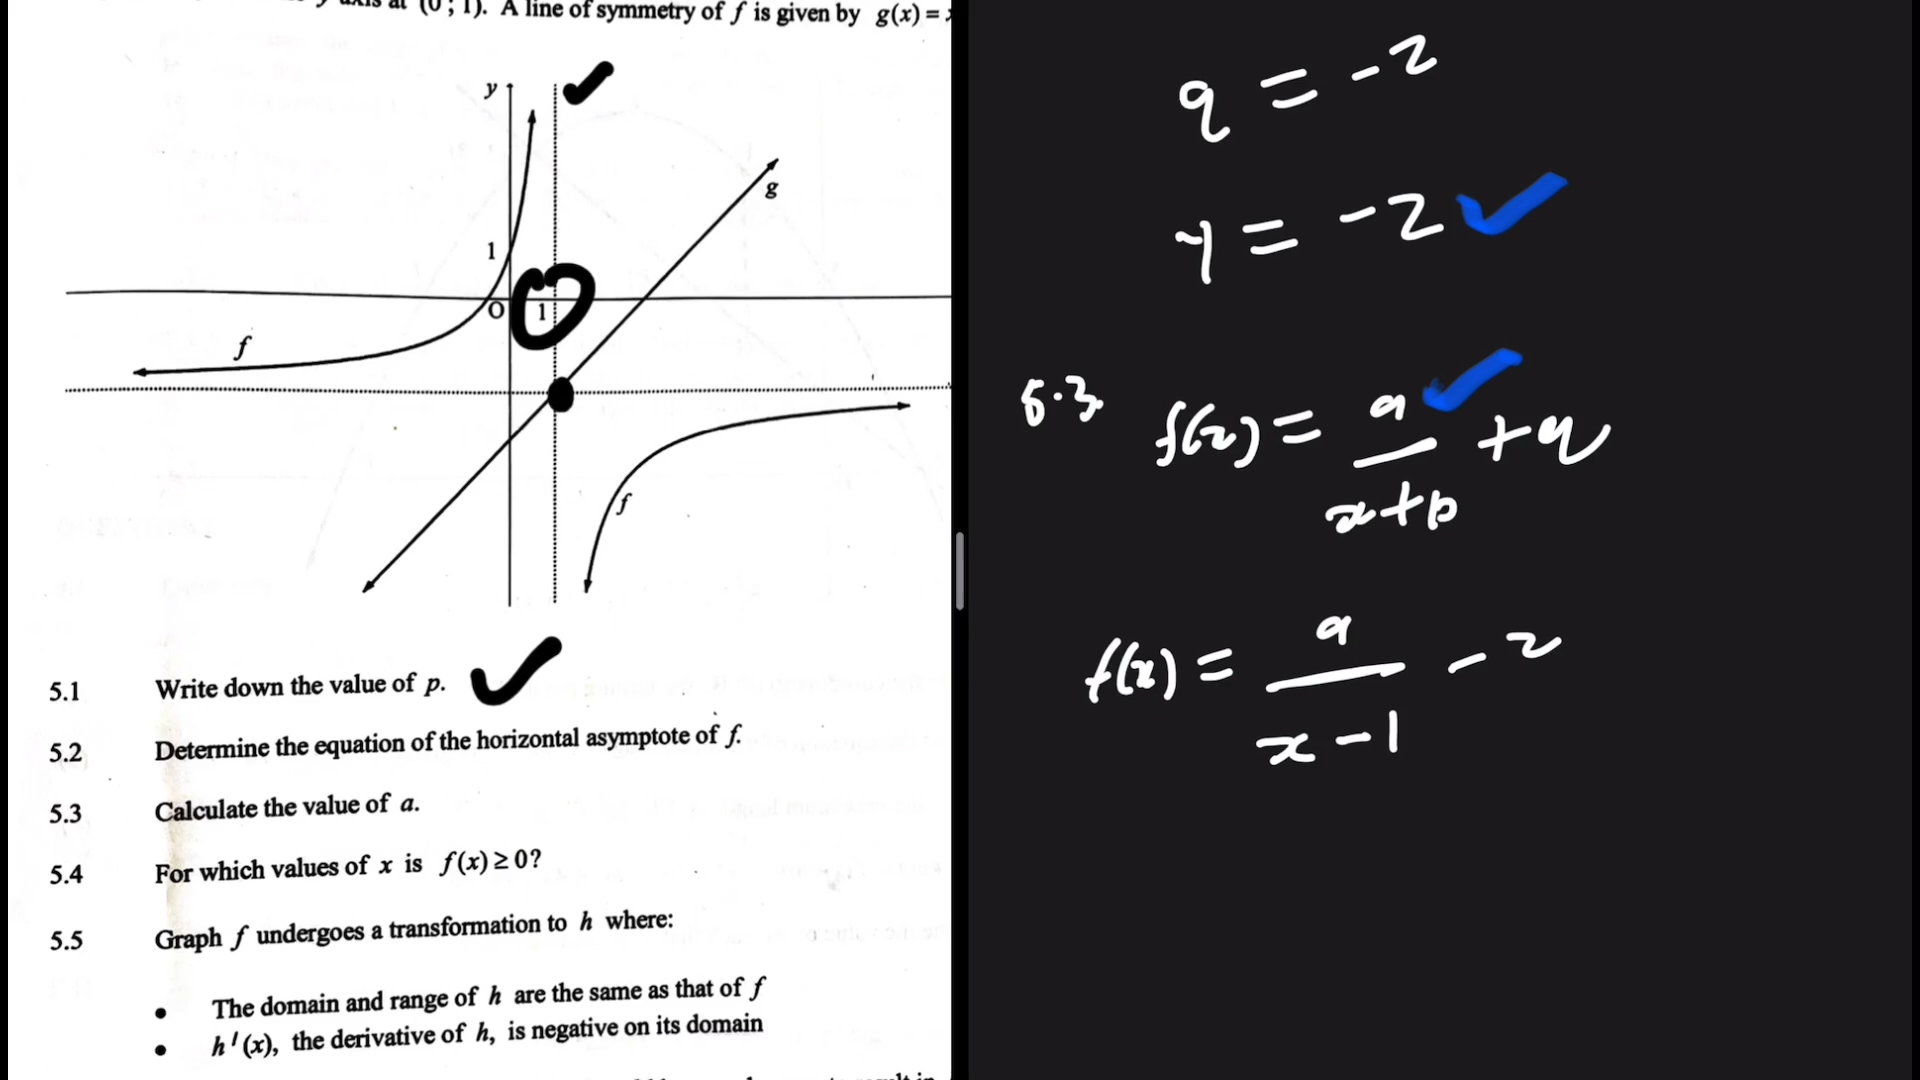 at (0 ; 1). A line of symmetry of f is given by g(x) =
y
g
1
O
1
f
f
5.1 Write down the value of p.
5.2 Determine the equation of the horizontal asymptote of f.
5.3 Calculate the value of a.
5.4 For which values of x is f(x) ≥ 0?
5.5 Graph f undergoes a transformation to h where:
• The domain and range of h are the same as that of f
• h'(x), the derivative of h, is negative on its domain
q = -2
y = -2
5.3 f(x) = a/(x+p) + q
f(x) = a/(x-1) - 2